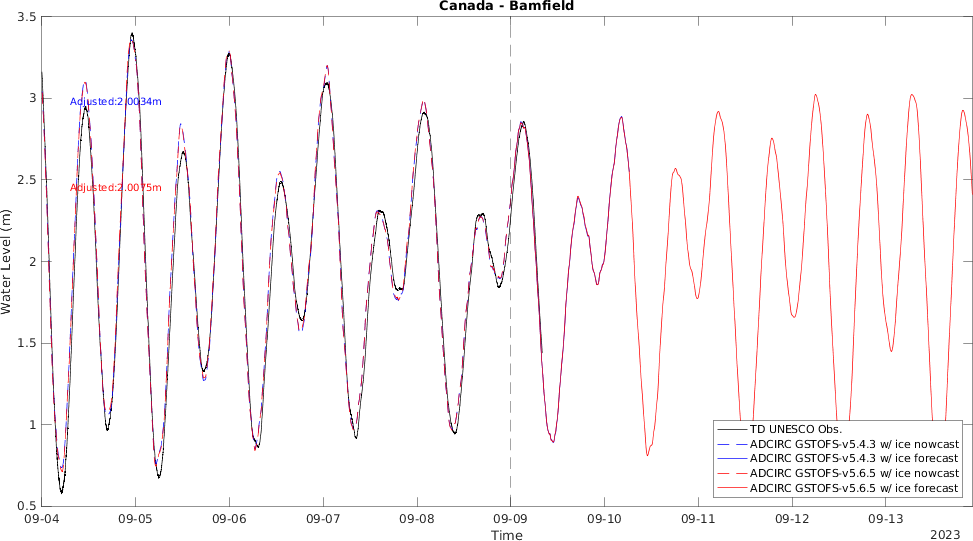 Canada - Bamfield
3.5
3
2.5
2
1.5
1
0.5
Water Level (m)
Adjusted:2.0034m
Adjusted:2.0075m
TD UNESCO Obs.
ADCIRC GSTOFS-v5.4.3 w/ ice nowcast
ADCIRC GSTOFS-v5.4.3 w/ ice forecast
ADCIRC GSTOFS-v5.6.5 w/ ice nowcast
ADCIRC GSTOFS-v5.6.5 w/ ice forecast
09-04 09-05 09-06 09-07 09-08 09-09 09-10 09-11 09-12 09-13
Time
2023